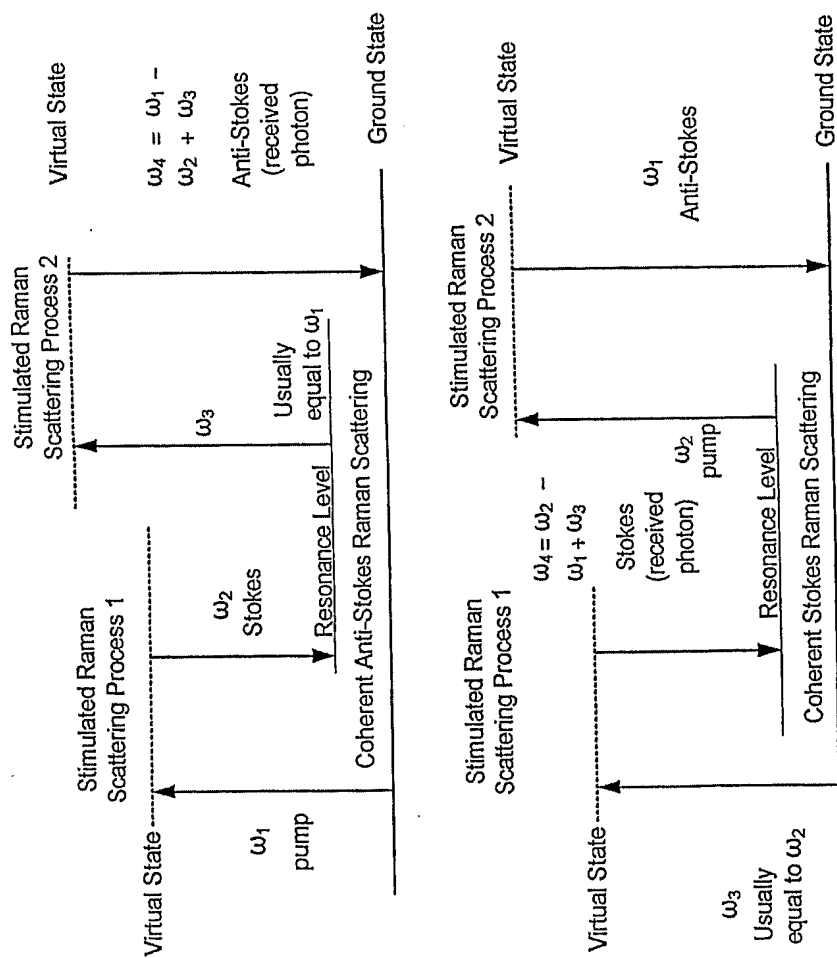 Stimulated Raman
Scattering Process 1
Stimulated Raman
Scattering Process 2
Virtual State
Virtual State
ω1
pump
ω2
Stokes
ω3
Usually
equal to ω1
ω4 = ω1 −
ω2 + ω3
Anti-Stokes
(received
photon)
Resonance Level
Coherent Anti-Stokes Raman Scattering
Ground State
Stimulated Raman
Scattering Process 1
Stimulated Raman
Scattering Process 2
Virtual State
Virtual State
ω3
Usually
equal to ω2
ω4 = ω2 −
ω1 + ω3
Stokes
(received
photon)
ω2
pump
ω1
Anti-Stokes
Resonance Level
Coherent Stokes Raman Scattering
Ground State